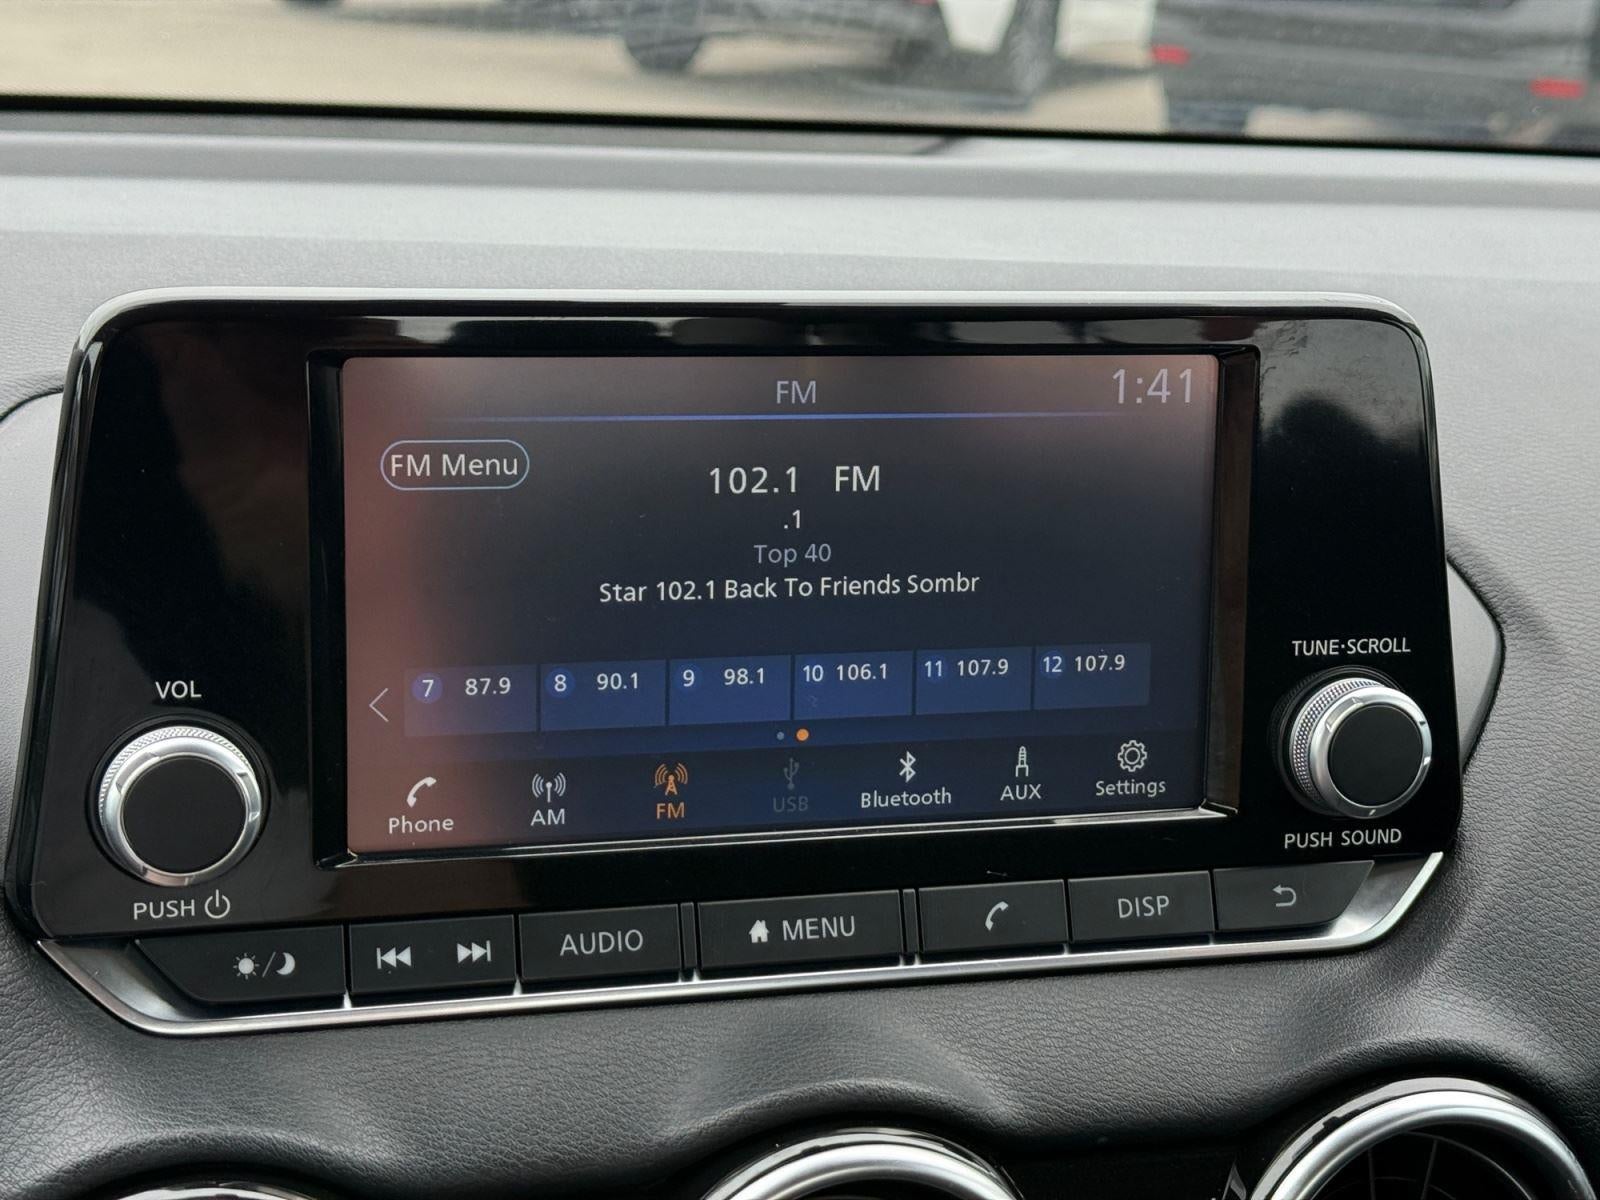 FM 1:41
FM Menu
102.1 FM
.1
Top 40
Star 102.1 Back To Friends Sombr
7 87.9 8 90.1 9 98.1 10 106.1 11 107.9 12 107.9
Phone AM FM USB Bluetooth AUX Settings
VOL
PUSH
TUNE·SCROLL
PUSH SOUND
AUDIO MENU DISP